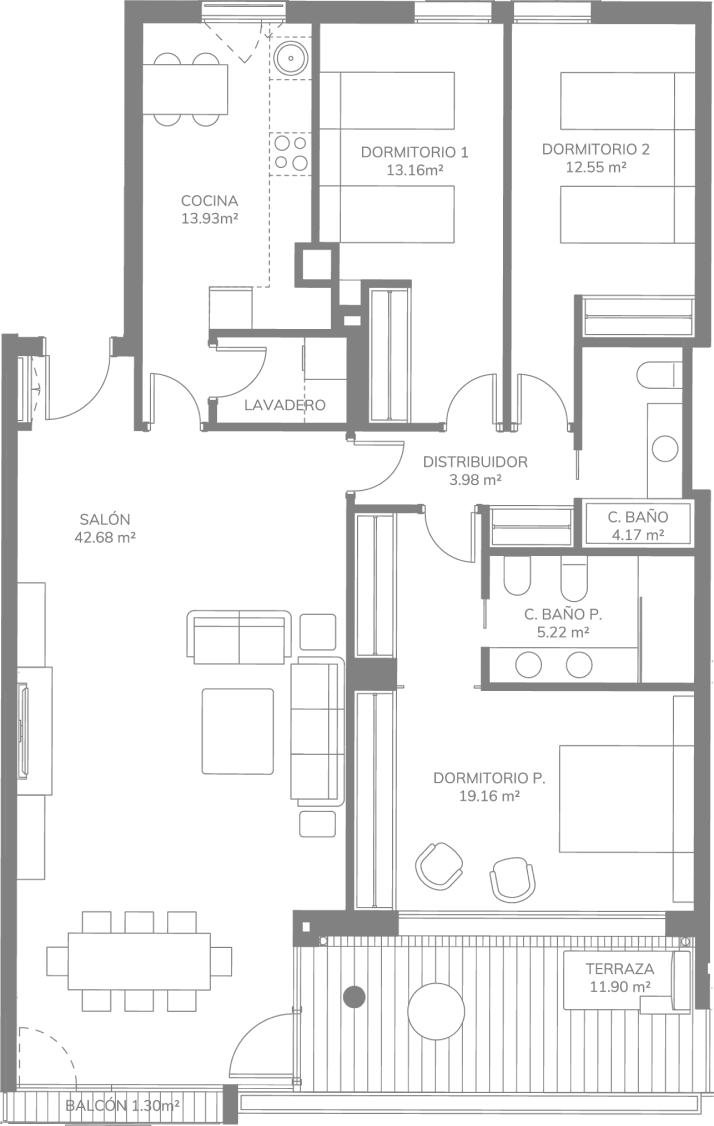 DORMITORIO 1
13.16m²
DORMITORIO 2
12.55 m²
COCINA
13.93m²
LAVADERO
DISTRIBUIDOR
3.98 m²
SALÓN
42.68 m²
C. BAÑO
4.17 m²
C. BAÑO P.
5.22 m²
DORMITORIO P.
19.16 m²
TERRAZA
11.90 m²
BALCÓN 1.30m²